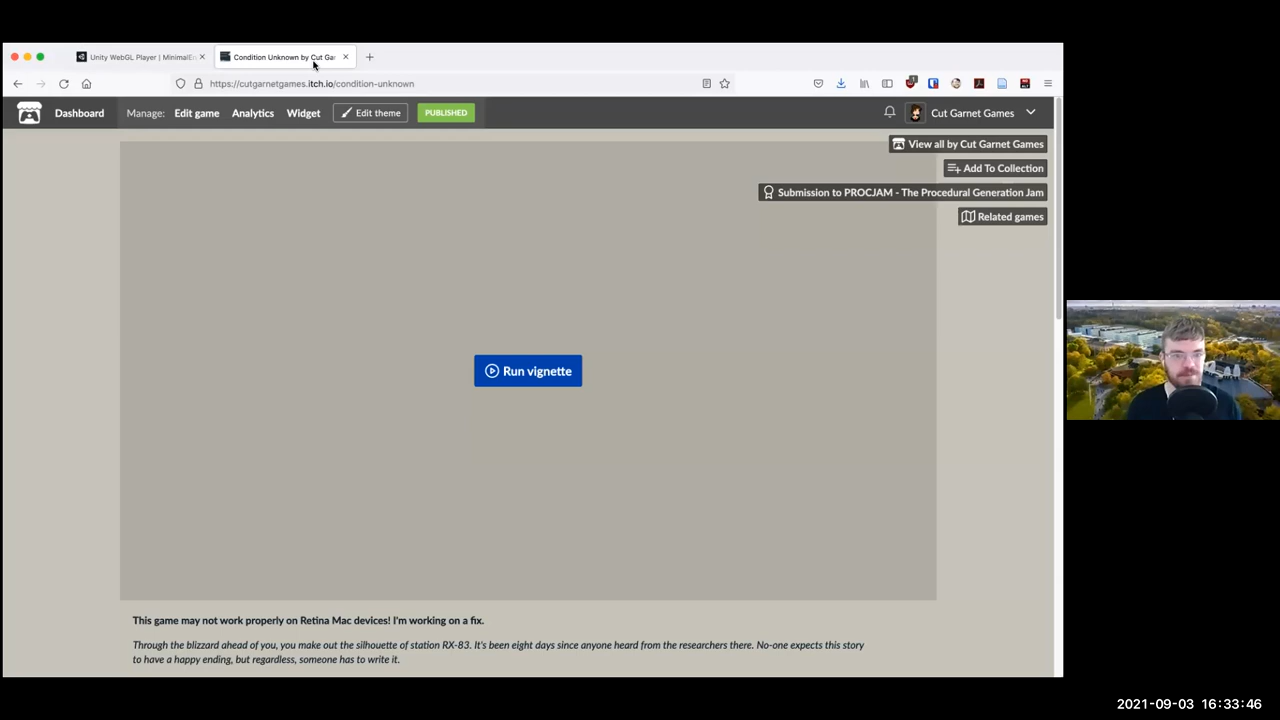 Unity WebGL Player | MinimalEn
Condition Unknown by Cut Gar
https://cutgarnetgames.itch.io/condition-unknown
Dashboard
Manage:
Edit game
Analytics
Widget
Edit theme
PUBLISHED
Cut Garnet Games
View all by Cut Garnet Games
Add To Collection
Submission to PROCJAM - The Procedural Generation Jam
Related games
Run vignette
This game may not work properly on Retina Mac devices! I'm working on a fix.
Through the blizzard ahead of you, you make out the silhouette of station RX-83. It's been eight days since anyone heard from the researchers there. No-one expects this story
to have a happy ending, but regardless, someone has to write it.
2021-09-03 16:33:46